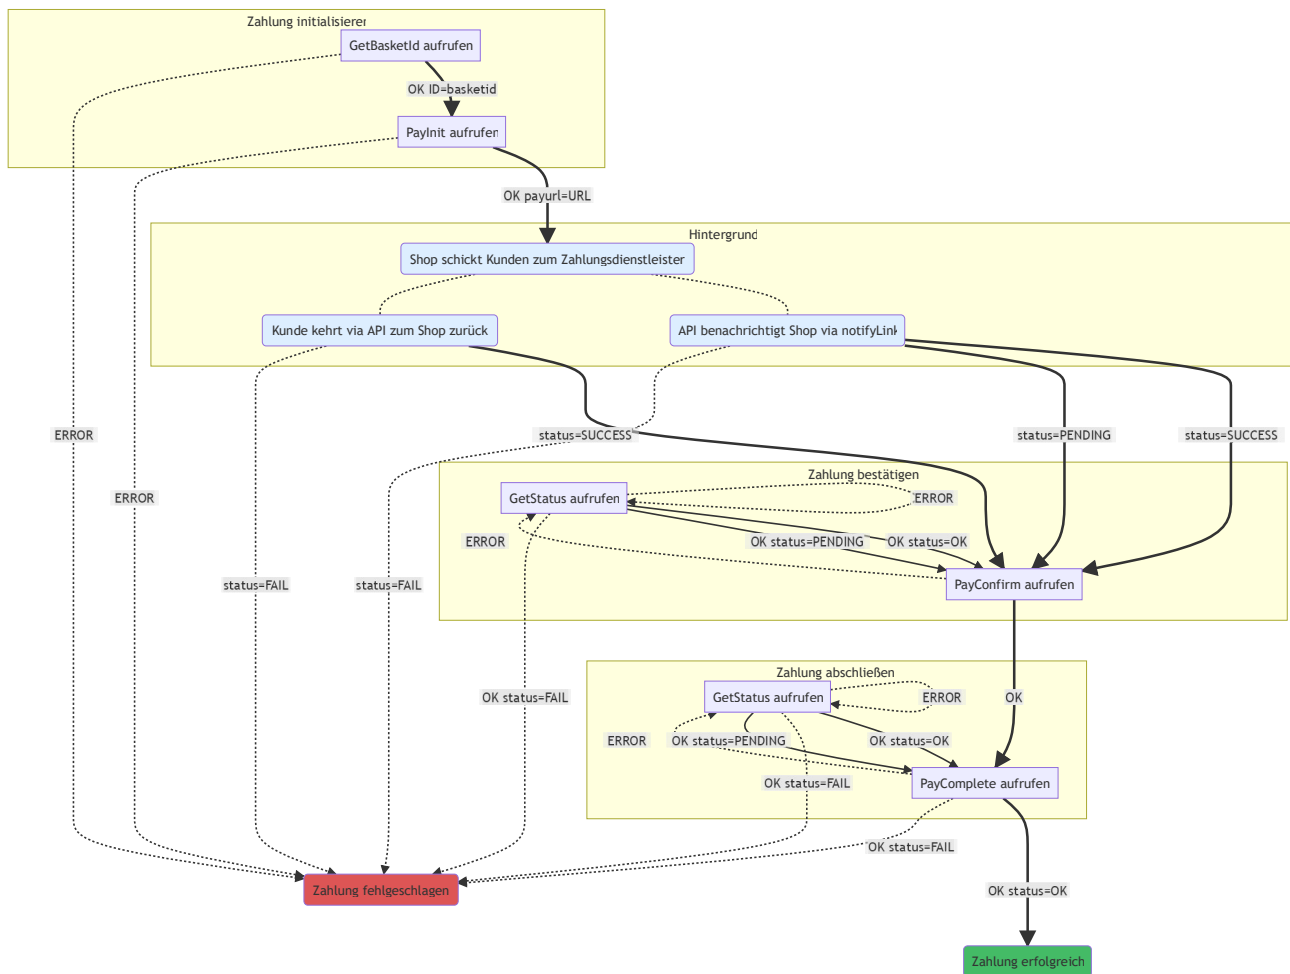 Zahlung initialisieren
GetBasketId aufrufen
OK ID=basketid
PayInit aufrufen
OK payurl=URL
Hintergrund
Shop schickt Kunden zum Zahlungsdienstleister
Kunde kehrt via API zum Shop zurück
API benachrichtigt Shop via notifyLink
ERROR
status=SUCCESS
status=PENDING
status=SUCCESS
Zahlung bestätigen
ERROR
GetStatus aufrufen
ERROR
ERROR
OK status=PENDING
OK status=OK
status=FAIL
status=FAIL
PayConfirm aufrufen
Zahlung abschließen
OK status=FAIL
GetStatus aufrufen
ERROR
OK
ERROR
OK status=PENDING
OK status=OK
OK status=FAIL
PayComplete aufrufen
OK status=FAIL
Zahlung fehlgeschlagen
OK status=OK
Zahlung erfolgreich